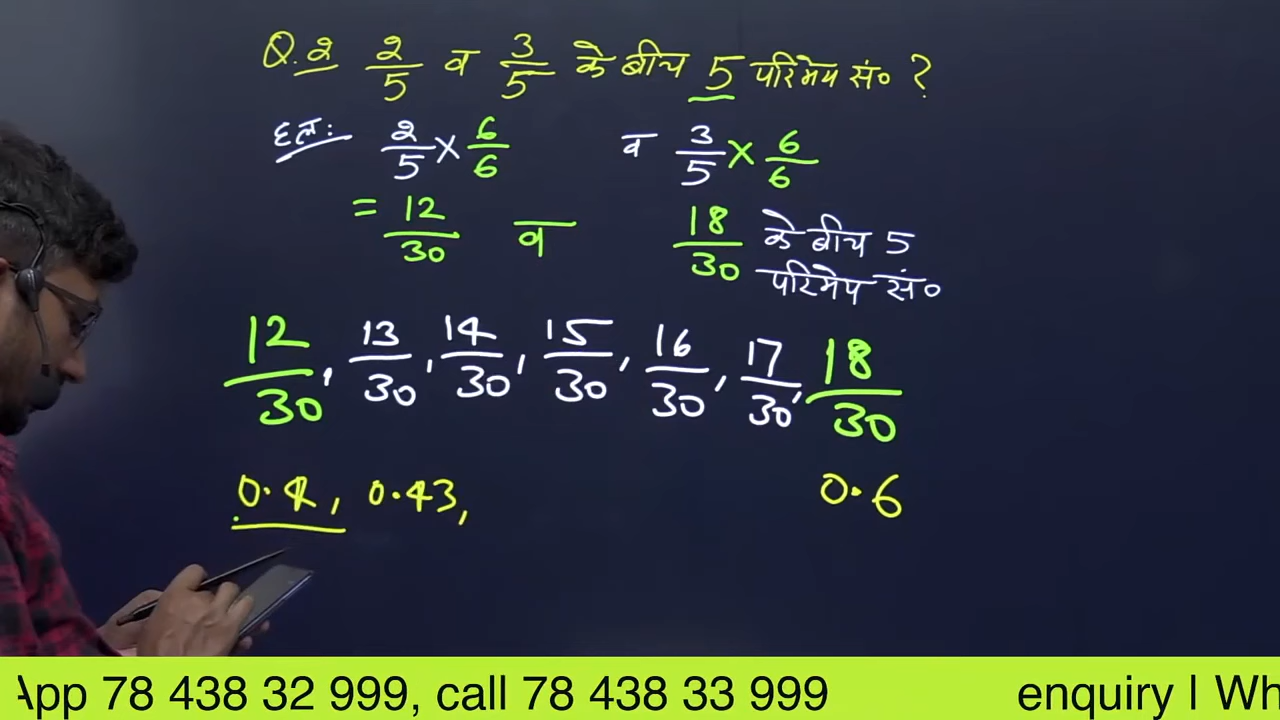 Q.2 2/5 व 3/5 के बीच 5 परिमेय सं० ?
हल: 2/5 × 6/6 व 3/5 × 6/6
= 12/30 व 18/30 के बीच 5
परिमेय सं०
12/30, 13/30, 14/30, 15/30, 16/30, 17/30, 18/30
0.4, 0.43, 0.6
App 78 438 32 999, call 78 438 33 999 enquiry I Wh